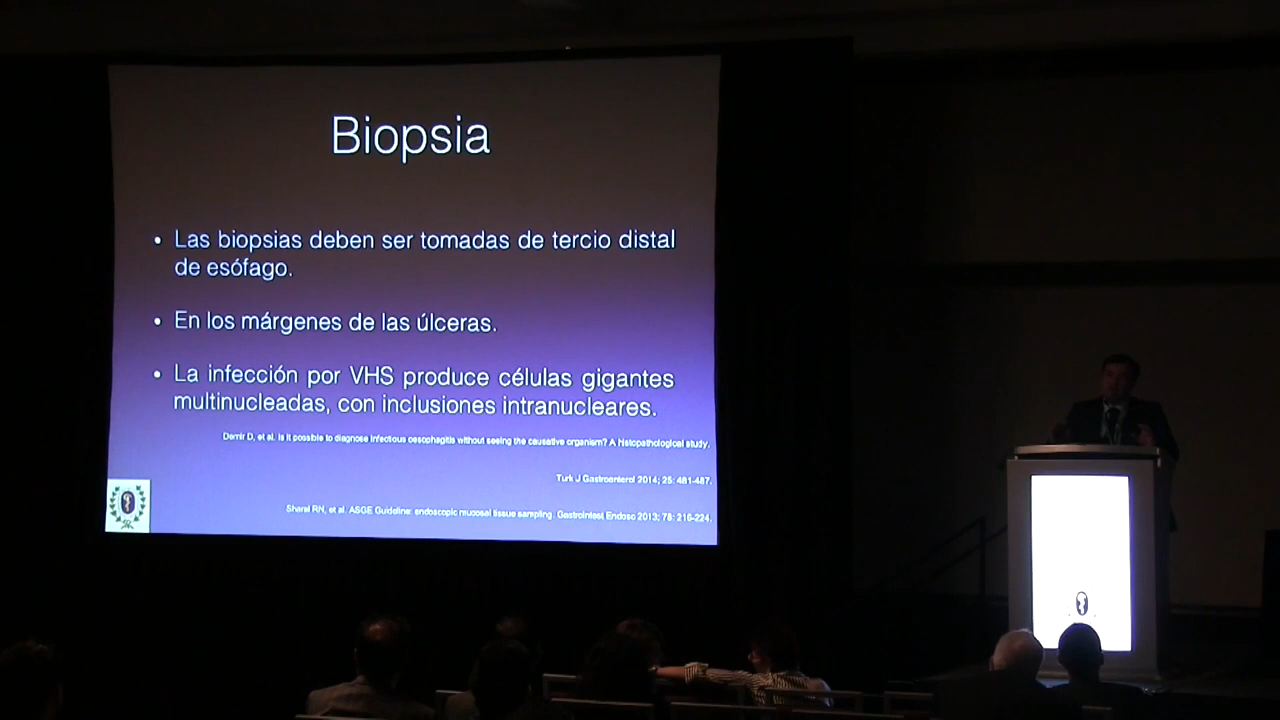 Biopsia
• Las biopsias deben ser tomadas de tercio distal
de esófago.
• En los márgenes de las úlceras.
• La infección por VHS produce células gigantes
multinucleadas, con inclusiones intranucleares.
Demir D, et al. Is it possible to diagnose infectious oesophagitis without seeing the causative organism? A histopathological study.
Turk J Gastroenterol 2014; 25: 481-487.
Sharaf RN, et al. ASGE Guideline: endoscopic mucosal tissue sampling. Gastrointest Endosc 2013; 78: 216-224.